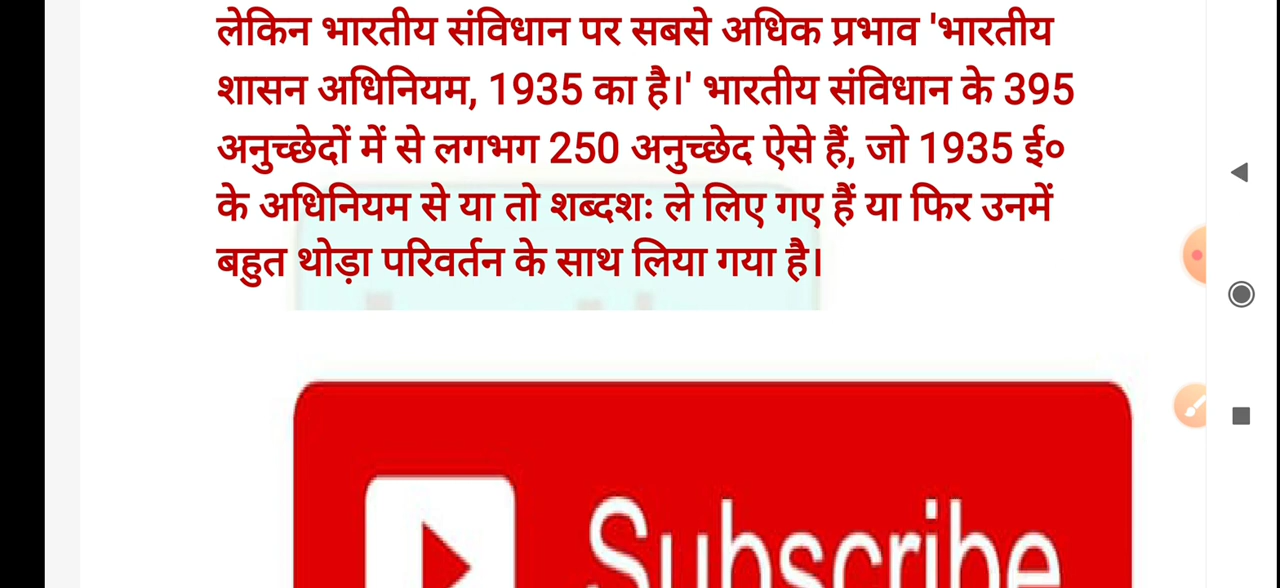 लेकिन भारतीय संविधान पर सबसे अधिक प्रभाव 'भारतीय
शासन अधिनियम, 1935 का है।' भारतीय संविधान के 395
अनुच्छेदों में से लगभग 250 अनुच्छेद ऐसे हैं, जो 1935 ई०
के अधिनियम से या तो शब्दशः ले लिए गए हैं या फिर उनमें
बहुत थोड़ा परिवर्तन के साथ लिया गया है।
Subscribe